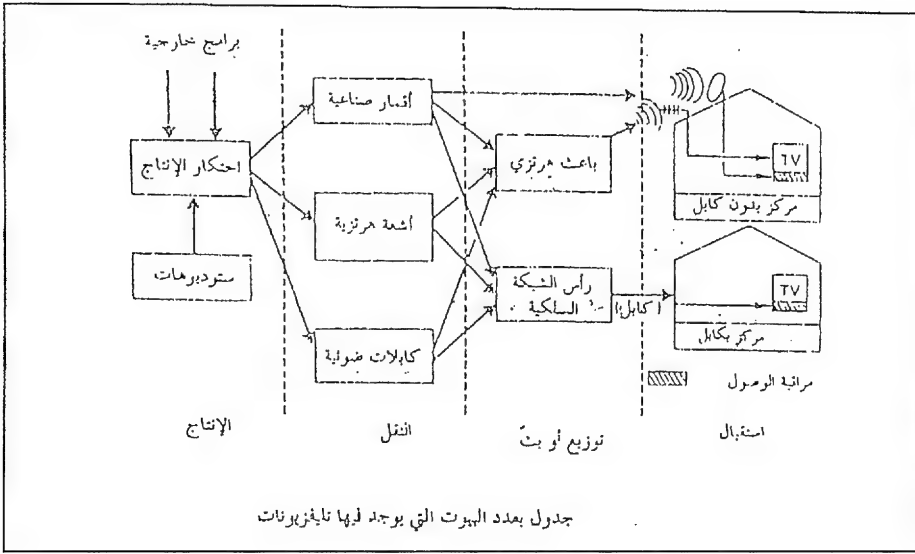 برامج خارجية
احتكار الإنتاج
ستوديوهات
أقمار صناعية
أشعة هرتزية
كابلات ضوئية
باعث هرتزي
رأس الشبكة
السلكية
(كابل)
TV
مركز بدون كابل
TV
مركز بكابل
مراقبة الوصول
الإنتاج
النقل
توزيع أو بثّ
استقبال
جدول بعدد البيوت التي يوجد فيها تليفزيونات